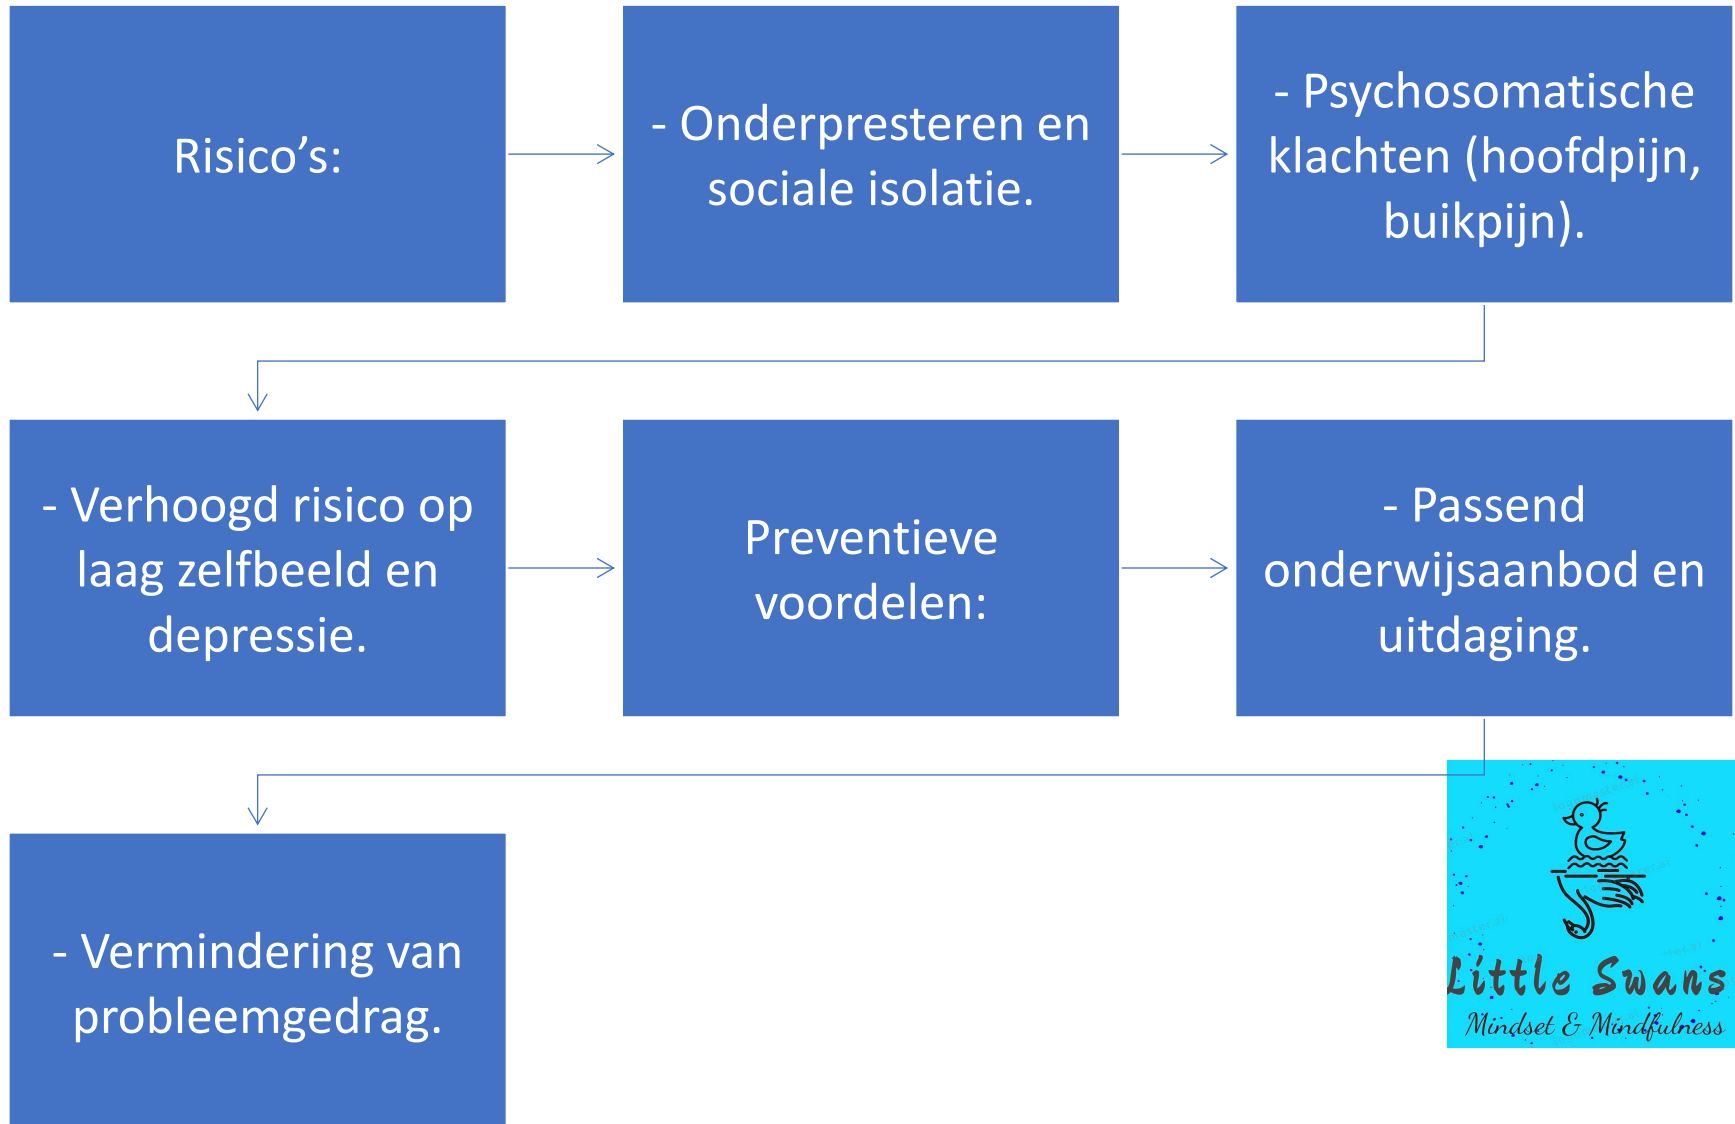 Risico’s:
- Onderpresteren en
sociale isolatie.
- Psychosomatische
klachten (hoofdpijn,
buikpijn).
- Verhoogd risico op
laag zelfbeeld en
depressie.
Preventieve
voordelen:
- Passend
onderwijsaanbod en
uitdaging.
- Vermindering van
probleemgedrag.
Little Swans
Mindset & Mindfulness